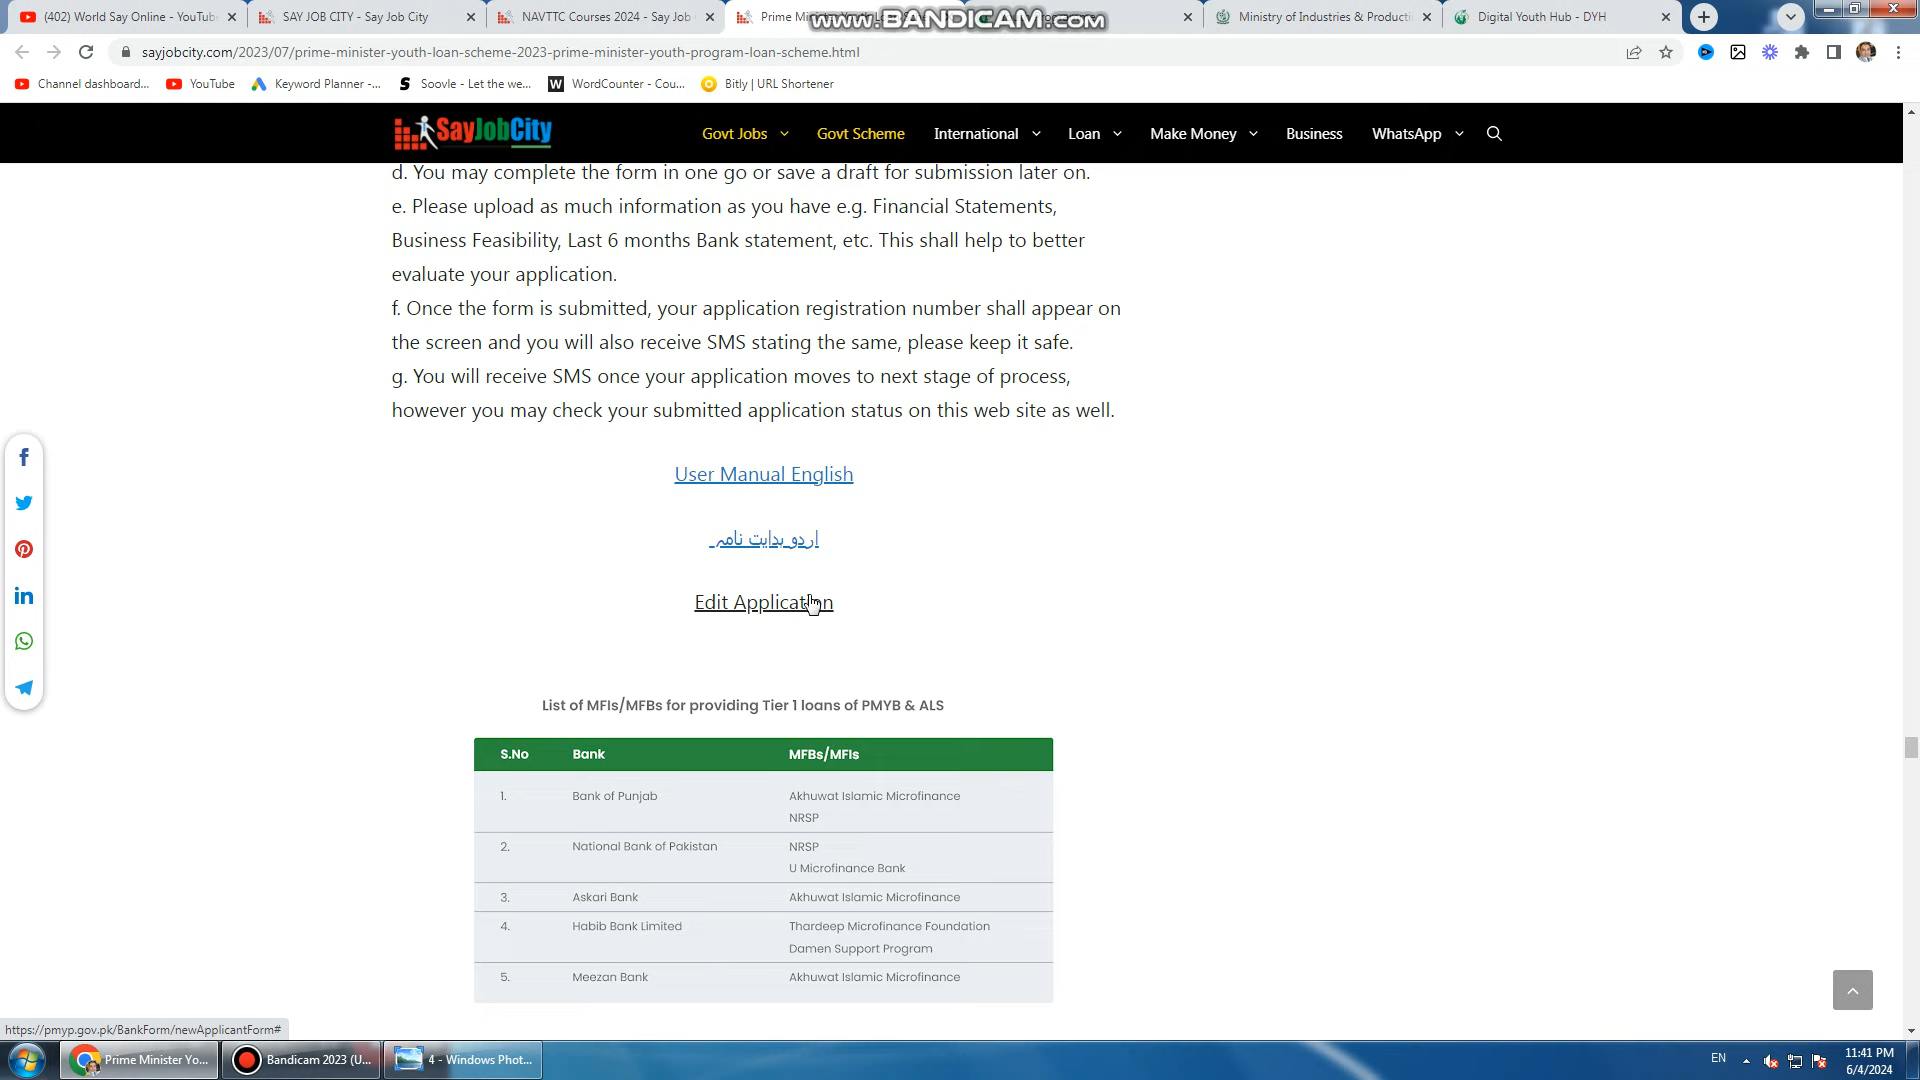 (402) World Say Online - YouTub
SAY JOB CITY - Say Job City
NAVTTC Courses 2024 - Say Job
Ministry of Industries & Producti
Digital Youth Hub - DYH
www.BANDICAM.com
sayjobcity.com/2023/07/prime-minister-youth-loan-scheme-2023-prime-minister-youth-program-loan-scheme.html
Channel dashboard...
YouTube
Keyword Planner -...
Soovle - Let the we...
WordCounter - Cou...
Bitly | URL Shortener
SayJobCity
Govt Jobs
Govt Scheme
International
Loan
Make Money
Business
WhatsApp
d. You may complete the form in one go or save a draft for submission later on.
e. Please upload as much information as you have e.g. Financial Statements,
Business Feasibility, Last 6 months Bank statement, etc. This shall help to better
evaluate your application.
f. Once the form is submitted, your application registration number shall appear on
the screen and you will also receive SMS stating the same, please keep it safe.
g. You will receive SMS once your application moves to next stage of process,
however you may check your submitted application status on this web site as well.
User Manual English
اردو ہدایت نامہ
Edit Application
List of MFIs/MFBs for providing Tier 1 loans of PMYB & ALS
S.No Bank MFBs/MFIs
1. Bank of Punjab Akhuwat Islamic Microfinance
NRSP
2. National Bank of Pakistan NRSP
U Microfinance Bank
3. Askari Bank Akhuwat Islamic Microfinance
4. Habib Bank Limited Thardeep Microfinance Foundation
Damen Support Program
5. Meezan Bank Akhuwat Islamic Microfinance
https://pmyp.gov.pk/BankForm/newApplicantForm#
Prime Minister Yo...
Bandicam 2023 (U...
4 - Windows Phot...
EN
11:41 PM
6/4/2024